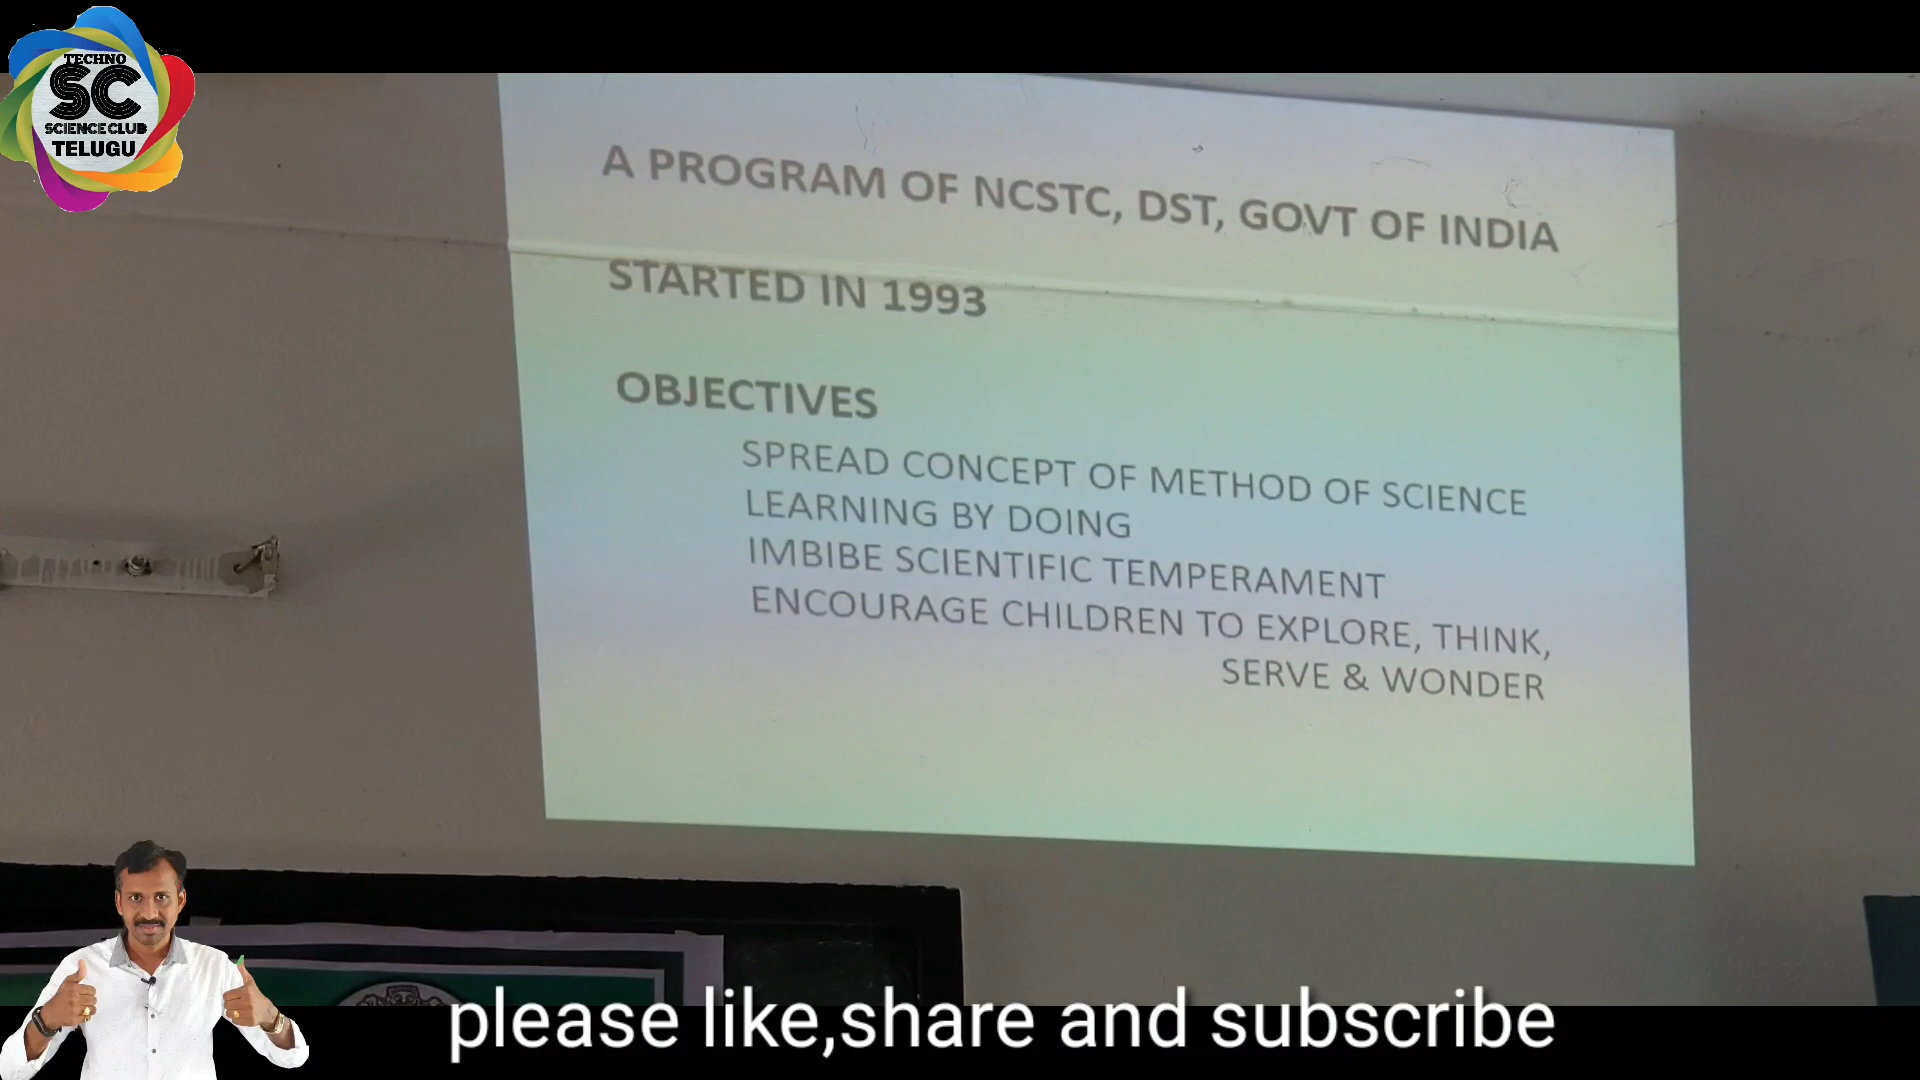 TECHNO
SC
SCIENCE CLUB
TELUGU
A PROGRAM OF NCSTC, DST, GOVT OF INDIA
STARTED IN 1993
OBJECTIVES
SPREAD CONCEPT OF METHOD OF SCIENCE
LEARNING BY DOING
IMBIBE SCIENTIFIC TEMPERAMENT
ENCOURAGE CHILDREN TO EXPLORE, THINK,
SERVE & WONDER
please like,share and subscribe